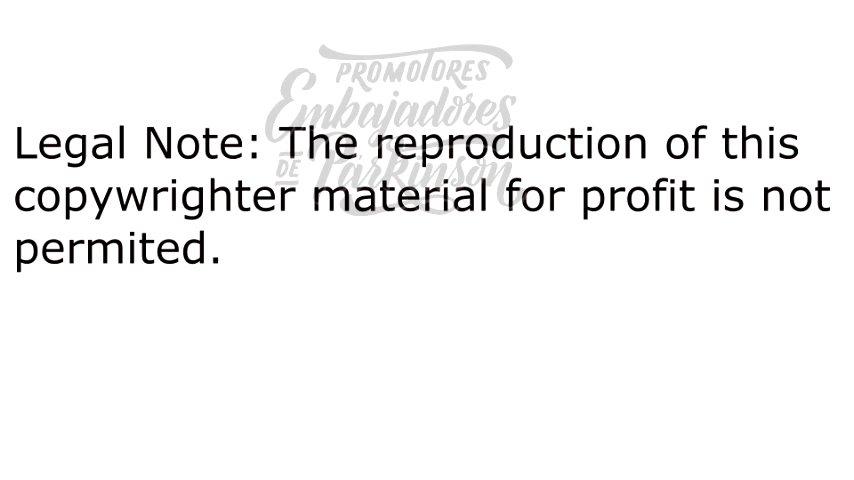 PROMOTORES
Embajadores
DE Parkinson
Legal Note: The reproduction of this
copywrighter material for profit is not
permited.